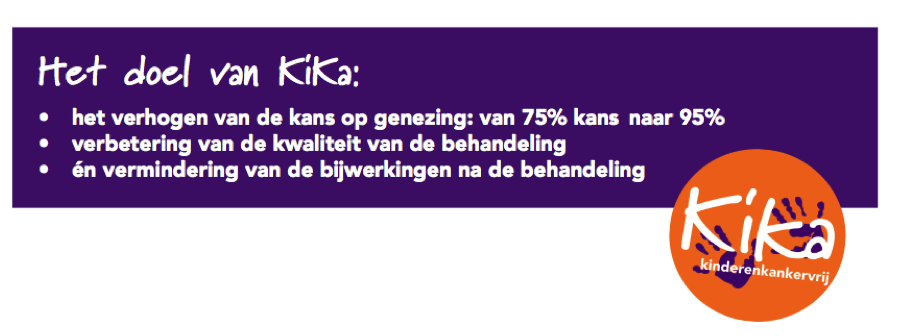 Het doel van KiKa:
• het verhogen van de kans op genezing: van 75% kans naar 95%
• verbetering van de kwaliteit van de behandeling
• én vermindering van de bijwerkingen na de behandeling
KiKa
kinderenkankervrij